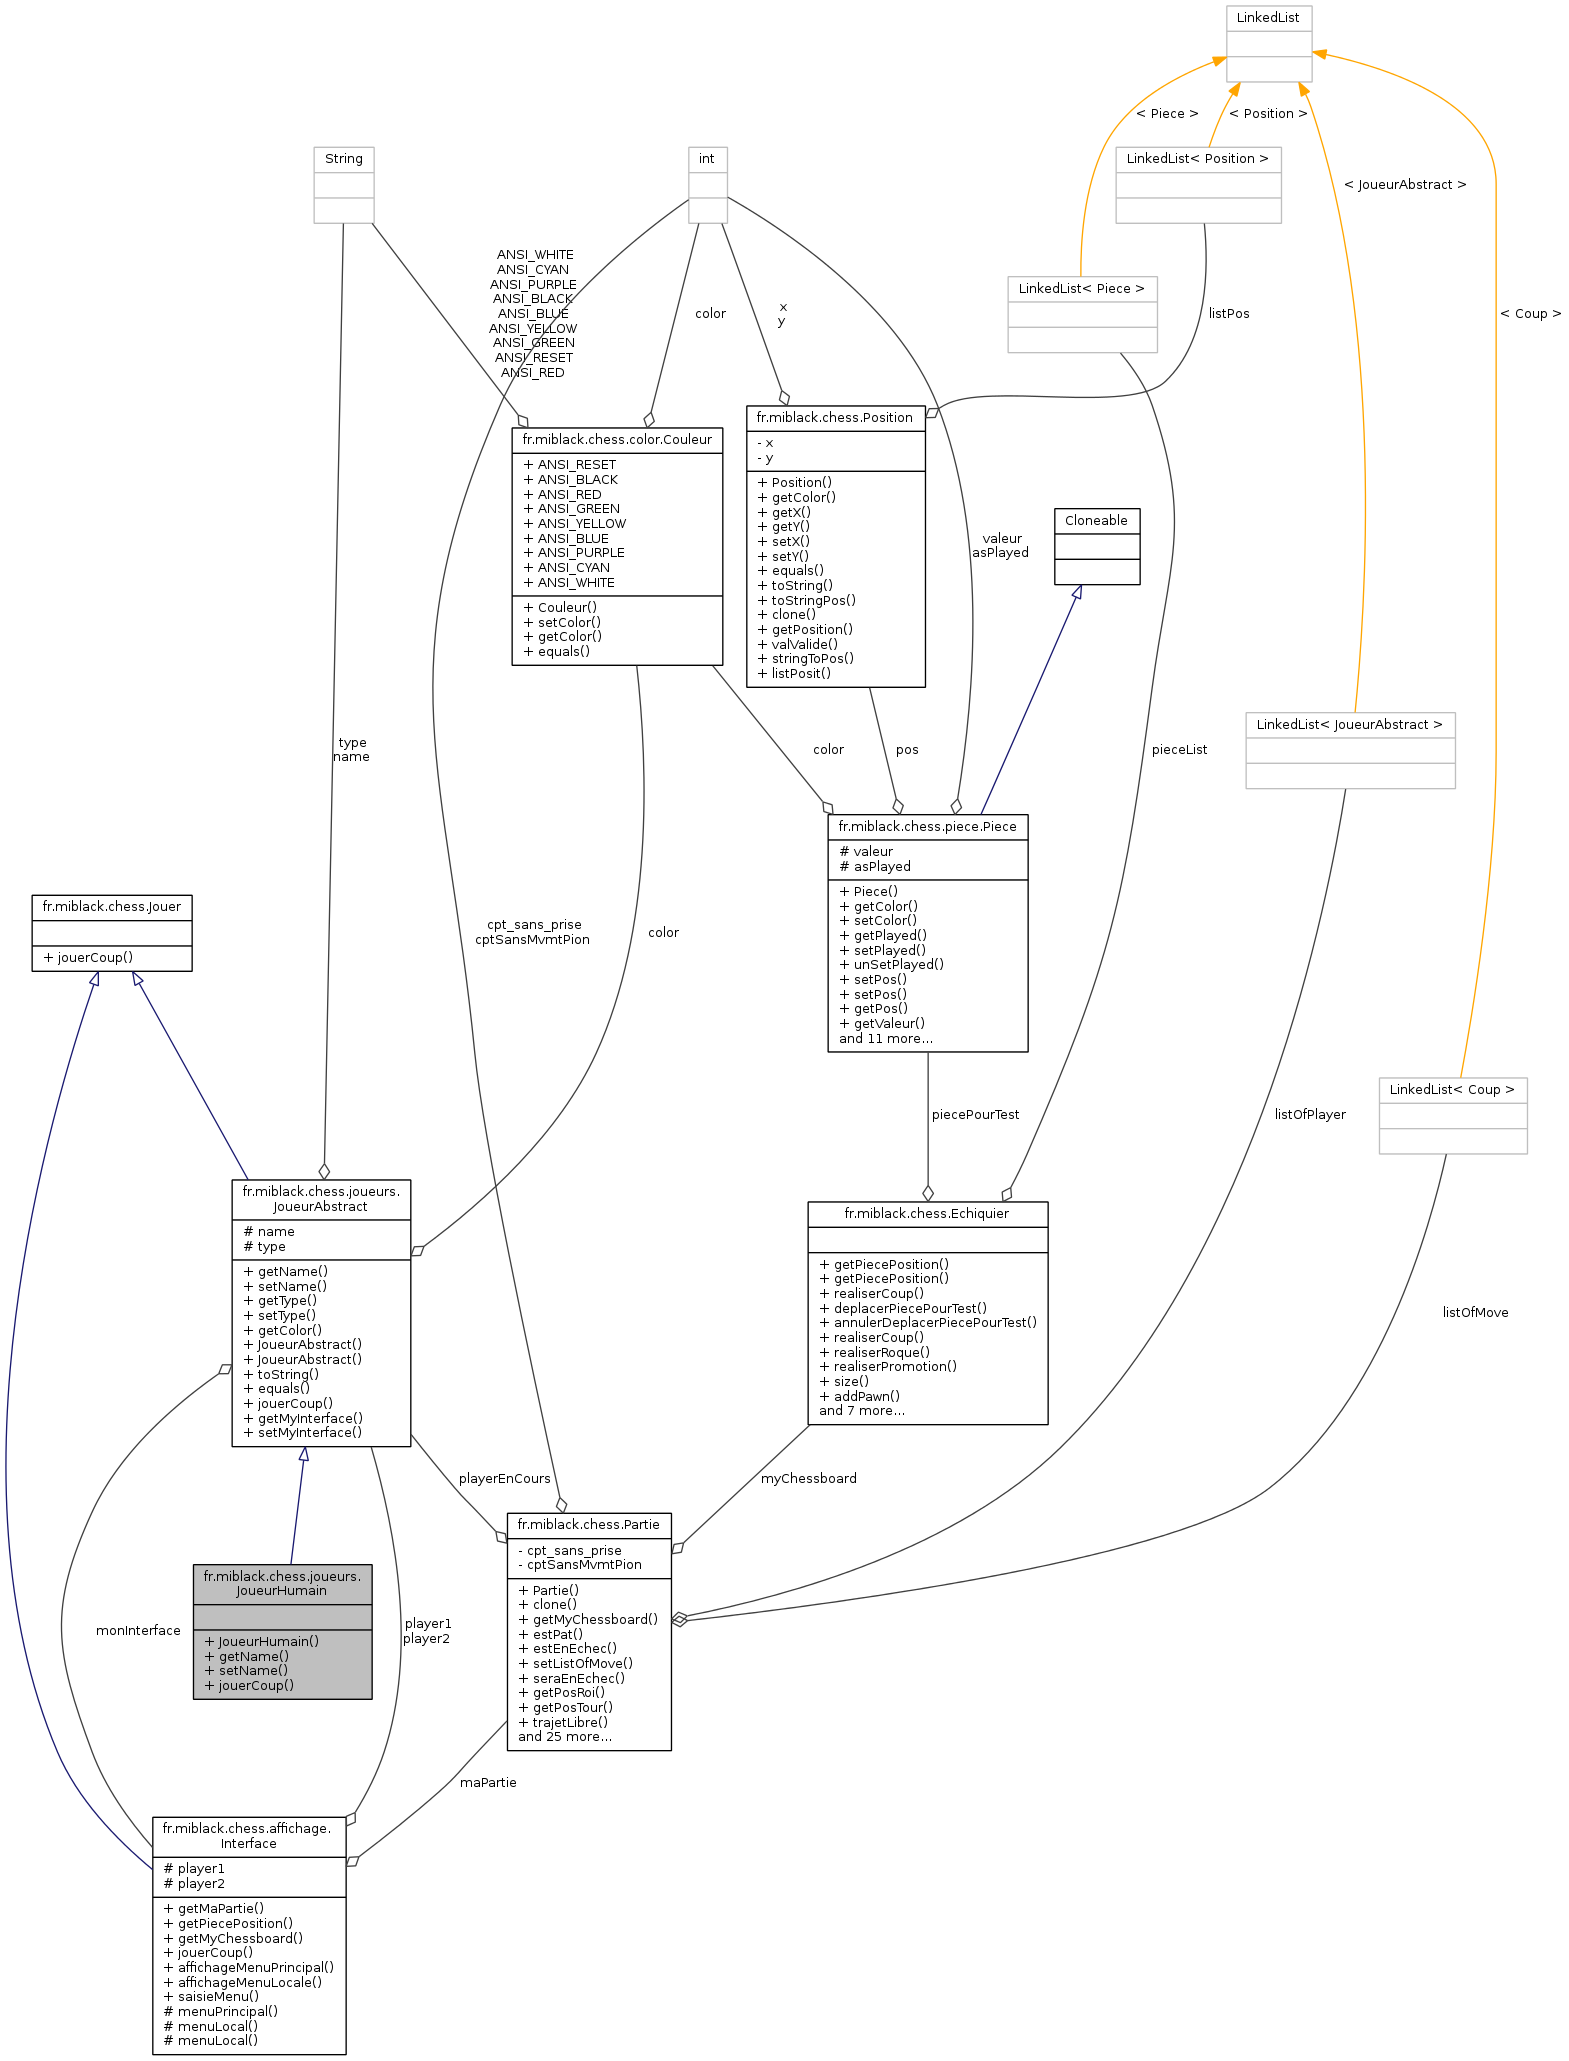 LinkedList
< Piece >
< Position >
String
int
LinkedList< Position >
< JoueurAbstract >
ANSI_WHITE
ANSI_CYAN
ANSI_PURPLE
ANSI_BLACK
ANSI_BLUE
ANSI_YELLOW
ANSI_GREEN
ANSI_RESET
ANSI_RED
color
x
y
LinkedList< Piece >
listPos
< Coup >
fr.miblack.chess.color.Couleur
+ ANSI_RESET
+ ANSI_BLACK
+ ANSI_RED
+ ANSI_GREEN
+ ANSI_YELLOW
+ ANSI_BLUE
+ ANSI_PURPLE
+ ANSI_CYAN
+ ANSI_WHITE
+ Couleur()
+ setColor()
+ getColor()
+ equals()
fr.miblack.chess.Position
- x
- y
+ Position()
+ getColor()
+ getX()
+ getY()
+ setX()
+ setY()
+ equals()
+ toString()
+ toStringPos()
+ clone()
+ getPosition()
+ valValide()
+ stringToPos()
+ listPosit()
valeur
asPlayed
Cloneable
type
name
color
pos
pieceList
LinkedList< JoueurAbstract >
fr.miblack.chess.piece.Piece
# valeur
# asPlayed
+ Piece()
+ getColor()
+ setColor()
+ getPlayed()
+ setPlayed()
+ unSetPlayed()
+ setPos()
+ setPos()
+ getPos()
+ getValeur()
and 11 more...
fr.miblack.chess.Jouer
+ jouerCoup()
cpt_sans_prise
cptSansMvmtPion
color
piecePourTest
listOfPlayer
LinkedList< Coup >
fr.miblack.chess.joueurs.
JoueurAbstract
# name
# type
+ getName()
+ setName()
+ getType()
+ setType()
+ getColor()
+ JoueurAbstract()
+ JoueurAbstract()
+ toString()
+ equals()
+ jouerCoup()
+ getMyInterface()
+ setMyInterface()
fr.miblack.chess.Echiquier
+ getPiecePosition()
+ getPiecePosition()
+ realiserCoup()
+ deplacerPiecePourTest()
+ annulerDeplacerPiecePourTest()
+ realiserCoup()
+ realiserRoque()
+ realiserPromotion()
+ size()
+ addPawn()
and 7 more...
listOfMove
playerEnCours
myChessboard
fr.miblack.chess.joueurs.
JoueurHumain
+ JoueurHumain()
+ getName()
+ setName()
+ jouerCoup()
fr.miblack.chess.Partie
- cpt_sans_prise
- cptSansMvmtPion
+ Partie()
+ clone()
+ getMyChessboard()
+ estPat()
+ estEnEchec()
+ setListOfMove()
+ seraEnEchec()
+ getPosRoi()
+ getPosTour()
+ trajetLibre()
and 25 more...
monInterface
player1
player2
maPartie
fr.miblack.chess.affichage.
Interface
# player1
# player2
+ getMaPartie()
+ getPiecePosition()
+ getMyChessboard()
+ jouerCoup()
+ affichageMenuPrincipal()
+ affichageMenuLocale()
+ saisieMenu()
# menuPrincipal()
# menuLocal()
# menuLocal()